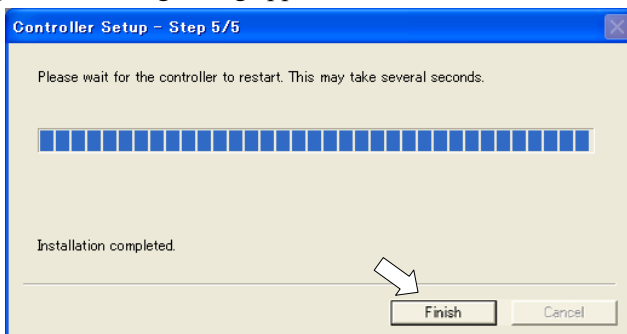 Controller Setup - Step 5/5
Please wait for the controller to restart. This may take several seconds.
Installation completed.
Finish
Cancel